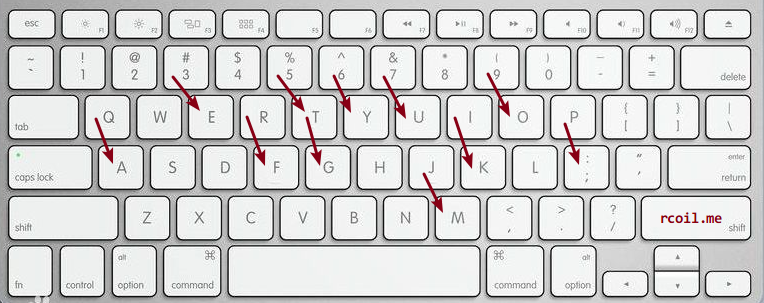 esc F1 F2 F3 F4 F5 F6 F7 F8 F9 F10 F11 F12
~ ! @ # $ % ^ & * ( ) — +
` 1 2 3 4 5 6 7 8 9 0 - = delete
tab Q W E R T Y U I O P { } |
[ ] \
caps lock A S D F G H J K L : " enter
; ' return
shift Z X C V B N M < > ? rcoil.me
, . / shift
alt ⌘ ⌘ alt
fn control option command command option